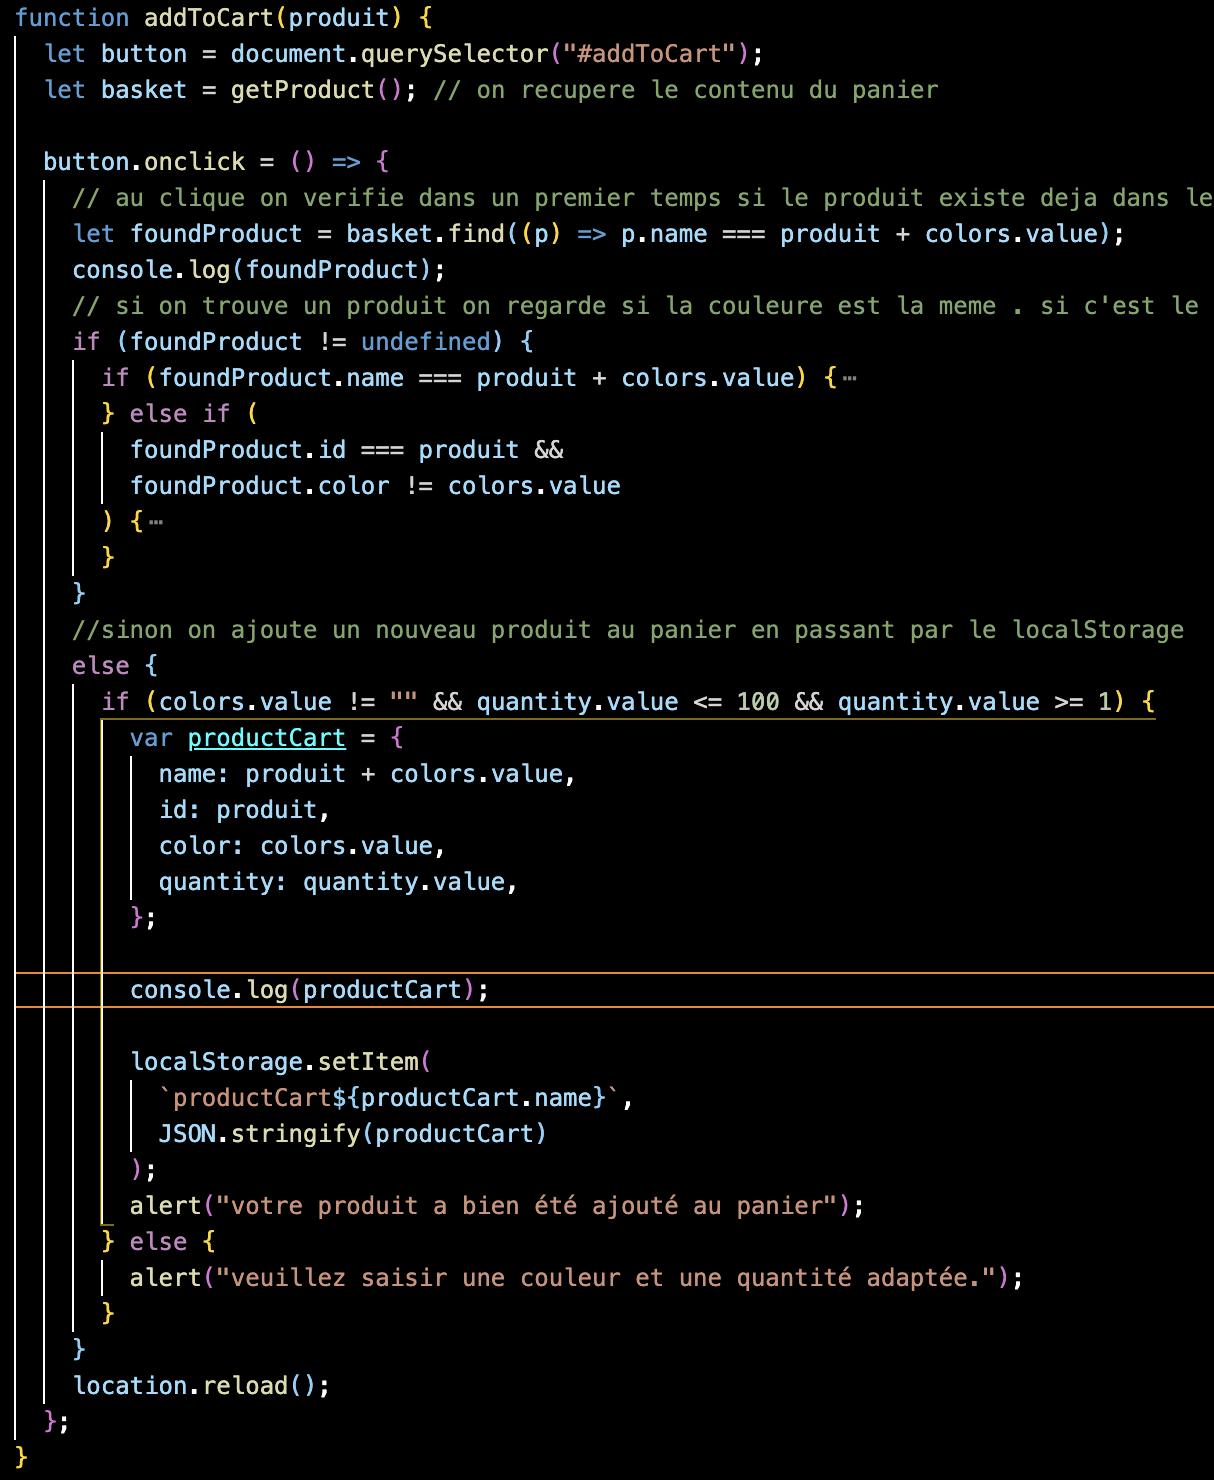 function addToCart(produit) {
let button = document.querySelector("#addToCart");
let basket = getProduct(); // on recupere le contenu du panier
button.onclick = () => {
// au clique on verifie dans un premier temps si le produit existe deja dans le
let foundProduct = basket.find((p) => p.name === produit + colors.value);
console.log(foundProduct);
// si on trouve un produit on regarde si la couleure est la meme . si c'est le
if (foundProduct != undefined) {
if (foundProduct.name === produit + colors.value) {⋯
} else if (
foundProduct.id === produit &&
foundProduct.color != colors.value
) {⋯
}
}
//sinon on ajoute un nouveau produit au panier en passant par le localStorage
else {
if (colors.value != "" && quantity.value <= 100 && quantity.value >= 1) {
var productCart = {
name: produit + colors.value,
id: produit,
color: colors.value,
quantity: quantity.value,
};
console.log(productCart);
localStorage.setItem(
`productCart${productCart.name}`,
JSON.stringify(productCart)
);
alert("votre produit a bien été ajouté au panier");
} else {
alert("veuillez saisir une couleur et une quantité adaptée.");
}
}
location.reload();
};
}